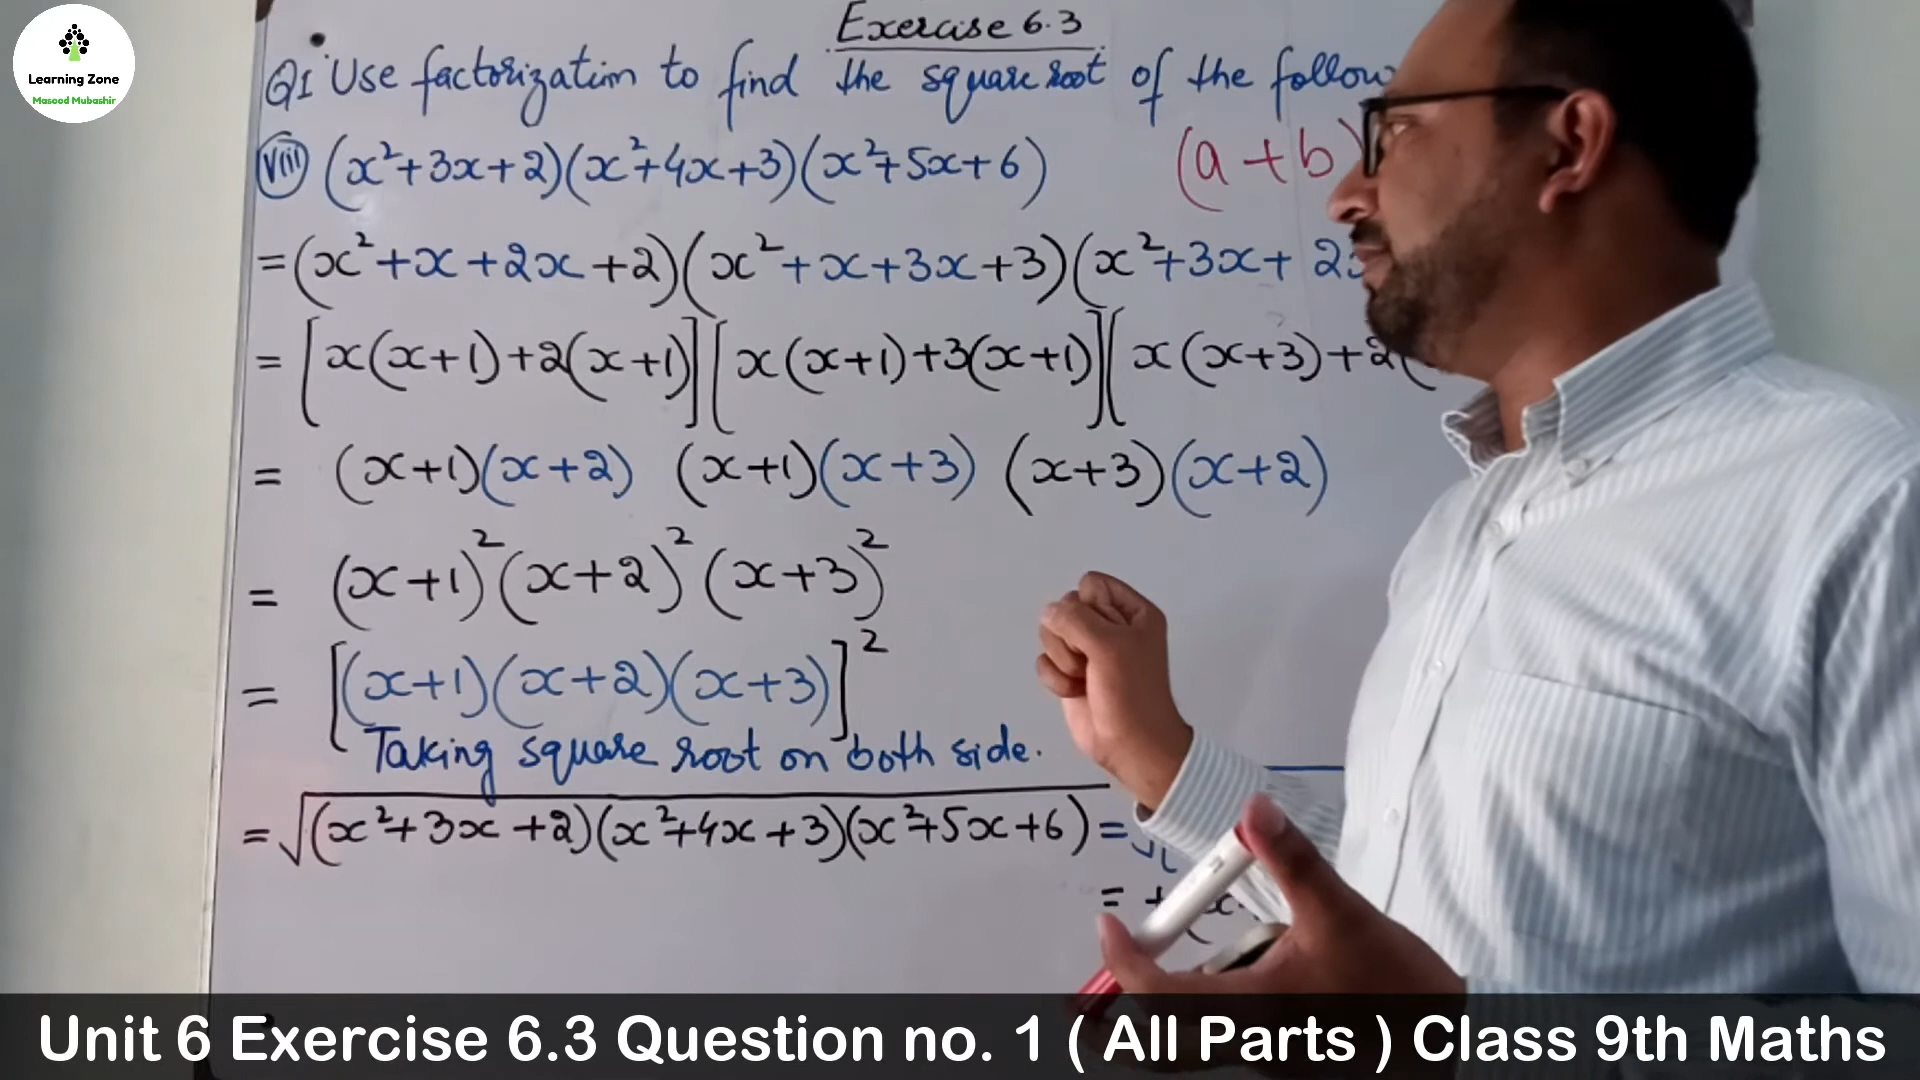 Learning Zone
Masood Mubashir
Exercise 6.3
Q1 Use factorization to find the square root of the
viii (x²+3x+2)(x²+4x+3)(x²+5x+6) (a+b)
=(x²+x+2x+2)(x²+x+3x+3)(x²+3x+ 2
= [x(x+1)+2(x+1)][x(x+1)+3(x+1)][x(x+3)+2(
= (x+1)(x+2) (x+1)(x+3) (x+3)(x+2)
= (x+1)²(x+2)²(x+3)²
= [(x+1)(x+2)(x+3)]²
Taking square root on both side.
=√(x²+3x+2)(x²+4x+3)(x²+5x+6) =
=
Unit 6 Exercise 6.3 Question no. 1 ( All Parts ) Class 9th Maths